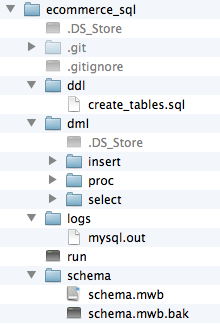 ecommerce_sql
.DS_Store
.git
.gitignore
ddl
create_tables.sql
dml
.DS_Store
insert
proc
select
logs
mysql.out
run
schema
schema.mwb
schema.mwb.bak